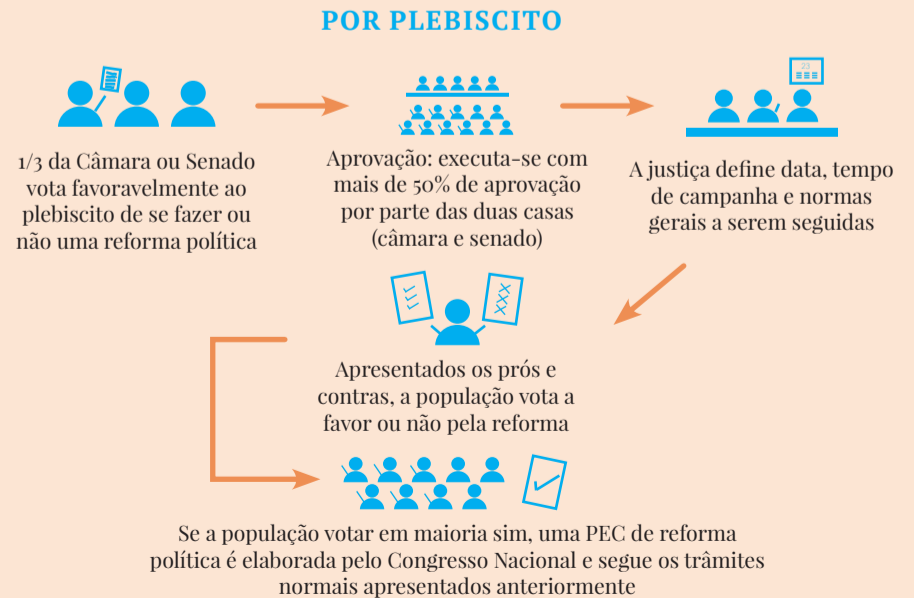 POR PLEBISCITO
1/3 da Câmara ou Senado
vota favoravelmente ao
plebiscito de se fazer ou
não uma reforma política
Aprovação: executa-se com
mais de 50% de aprovação
por parte das duas casas
(câmara e senado)
23
A justiça define data, tempo
de campanha e normas
gerais a serem seguidas
Apresentados os prós e
contras, a população vota a
favor ou não pela reforma
Se a população votar em maioria sim, uma PEC de reforma
política é elaborada pelo Congresso Nacional e segue os trâmites
normais apresentados anteriormente